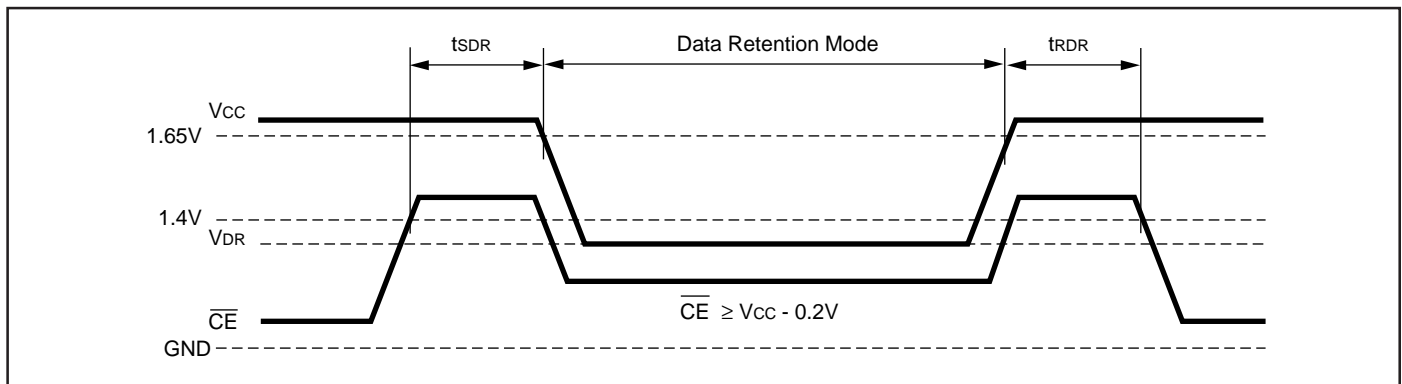 tSDR Data Retention Mode tRDR
VCC
1.65V
1.4V
VDR
CE ≥ VCC - 0.2V
CE
GND